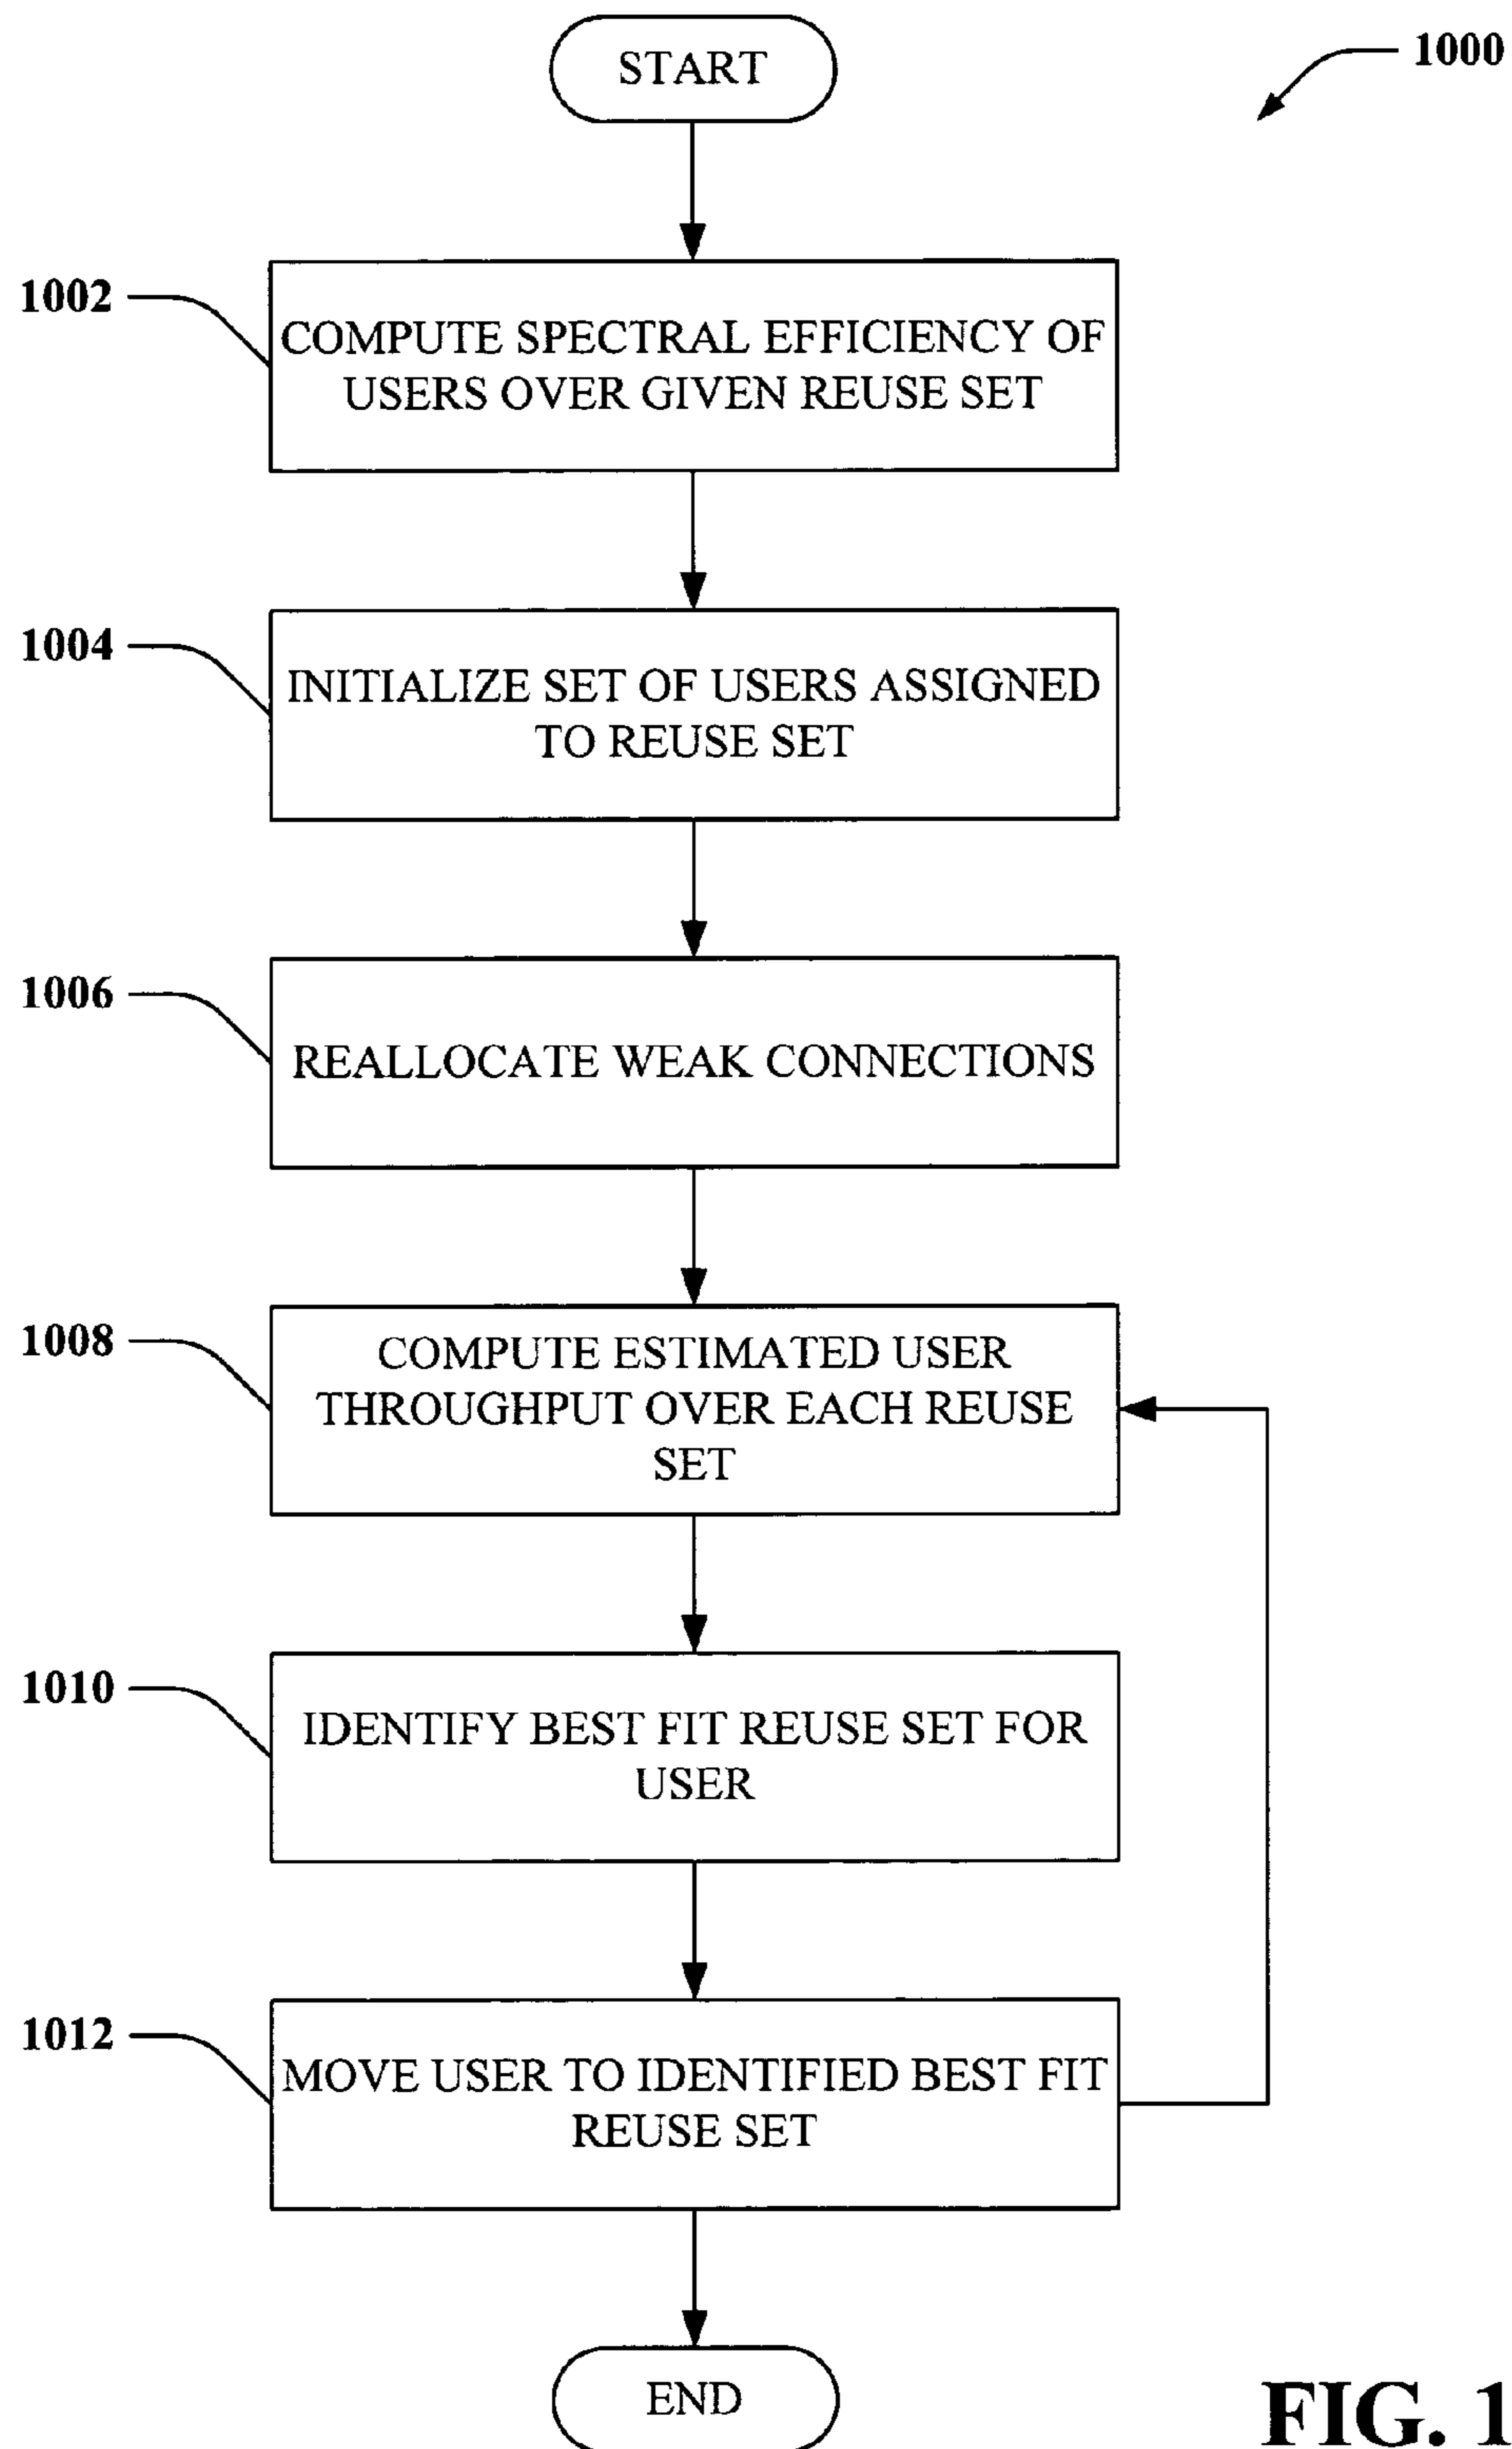 START
1000
1002
COMPUTE SPECTRAL EFFICIENCY OF
USERS OVER GIVEN REUSE SET
1004
INITIALIZE SET OF USERS ASSIGNED
TO REUSE SET
1006
REALLOCATE WEAK CONNECTIONS
1008
COMPUTE ESTIMATED USER
THROUGHPUT OVER EACH REUSE
SET
1010
IDENTIFY BEST FIT REUSE SET FOR
USER
1012
MOVE USER TO IDENTIFIED BEST FIT
REUSE SET
END
FIG. 1